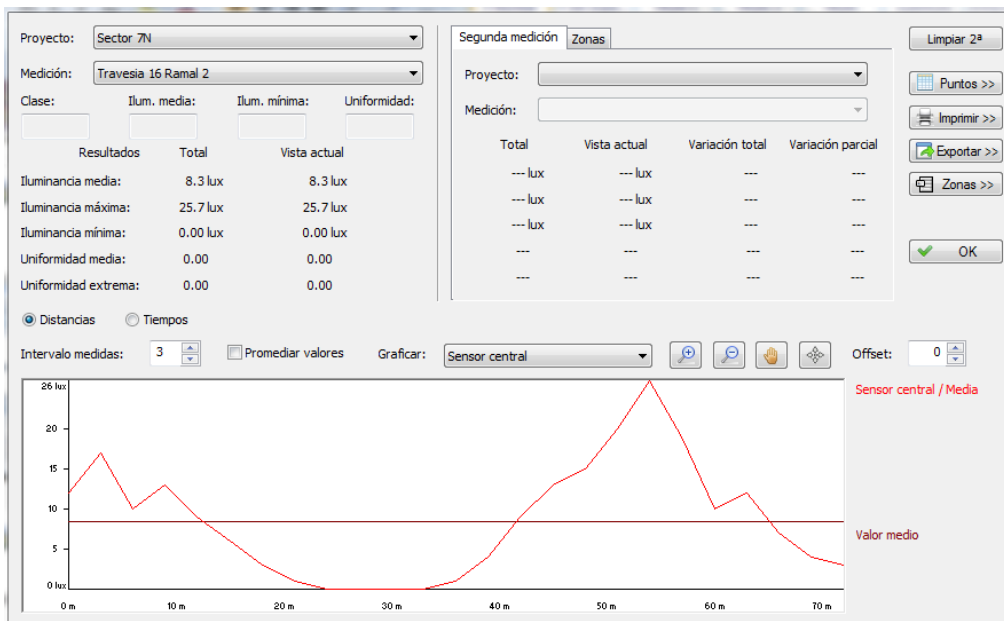 Proyecto: Sector 7N
Medición: Travesia 16 Ramal 2
Clase: Ilum. media: Ilum. mínima: Uniformidad:
Resultados Total Vista actual
Iluminancia media: 8.3 lux 8.3 lux
Iluminancia máxima: 25.7 lux 25.7 lux
Iluminancia mínima: 0.00 lux 0.00 lux
Uniformidad media: 0.00 0.00
Uniformidad extrema: 0.00 0.00
Segunda medición Zonas
Proyecto:
Medición:
Total Vista actual Variación total Variación parcial
--- lux --- lux --- ---
--- lux --- lux --- ---
--- lux --- lux --- ---
--- --- --- ---
--- --- --- ---
Limpiar 2ª
Puntos >>
Imprimir >>
Exportar >>
Zonas >>
OK
Distancias Tiempos
Intervalo medidas: 3 Promediar valores Graficar: Sensor central Offset: 0
26 lux
20
15
10
5
0 lux
0 m 10 m 20 m 30 m 40 m 50 m 60 m 70 m
Sensor central / Media
Valor medio